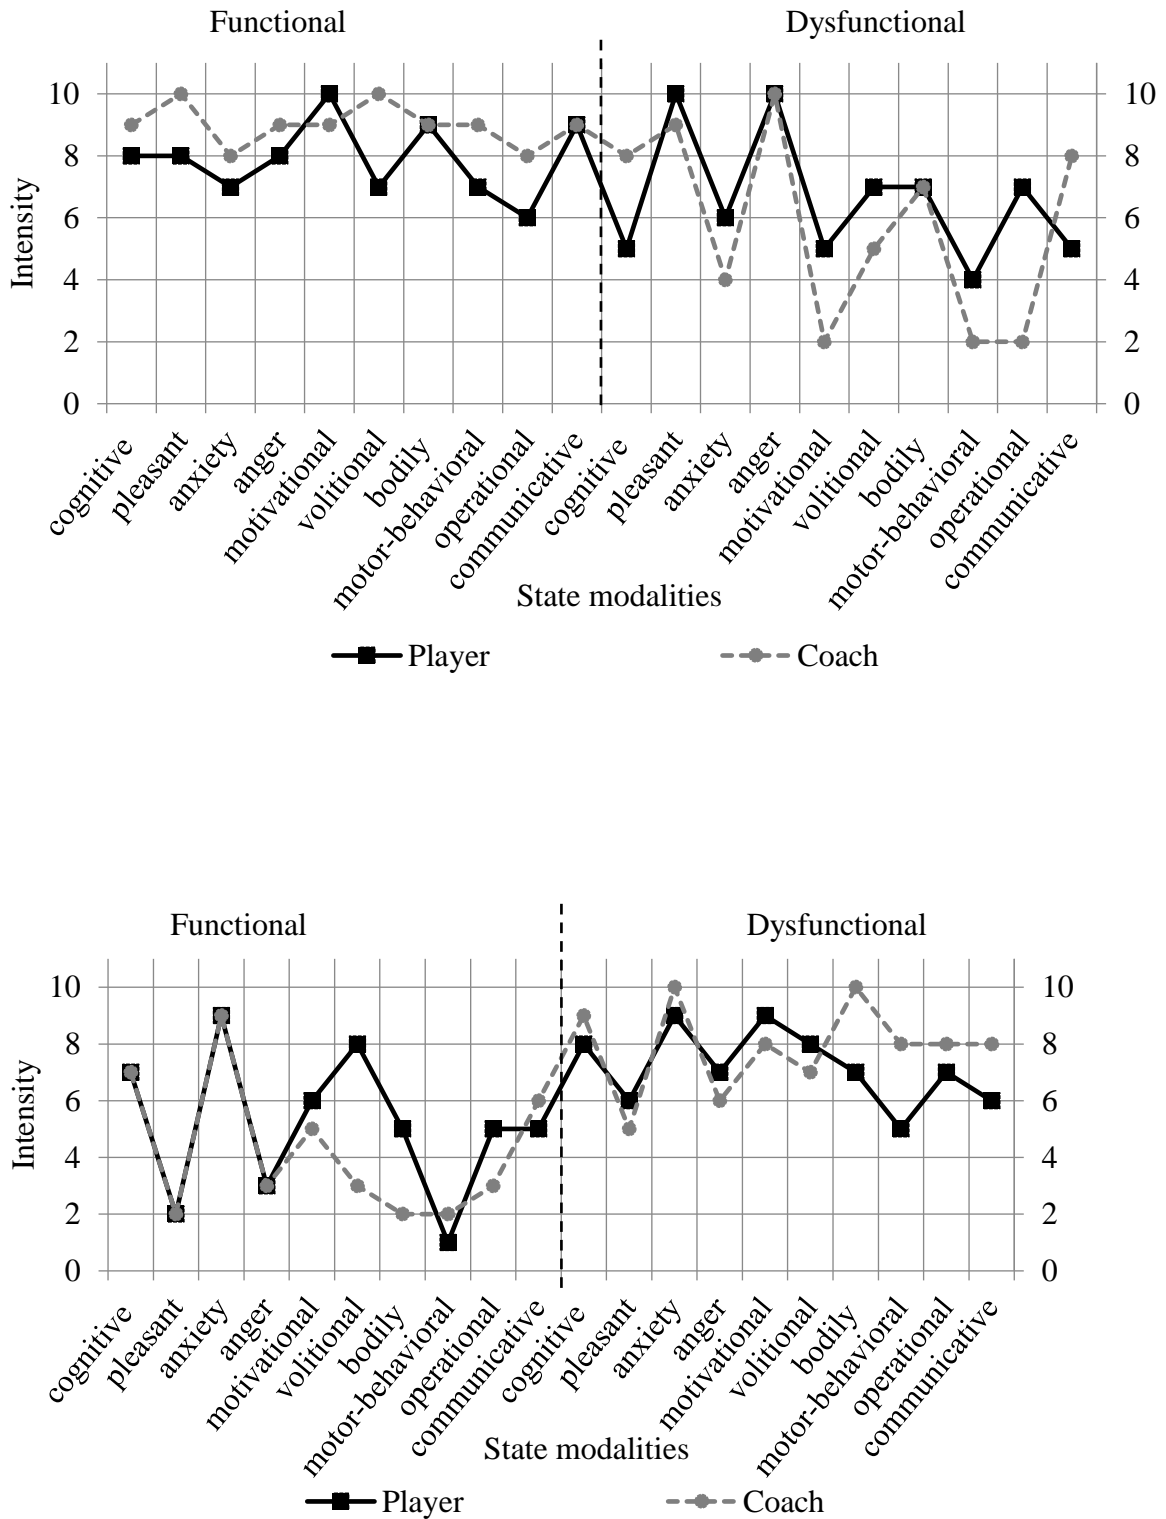 Functional Dysfunctional
10 10
8 8
6 6
4 4
2 2
0 0
Intensity
cognitive
pleasant
anxiety
anger
motivational
volitional
bodily
motor-behavioral
operational
communicative
cognitive
pleasant
anxiety
anger
motivational
volitional
bodily
motor-behavioral
operational
communicative
State modalities
Player Coach
Functional Dysfunctional
10 10
8 8
6 6
4 4
2 2
0 0
Intensity
cognitive
pleasant
anxiety
anger
motivational
volitional
bodily
motor-behavioral
operational
communicative
cognitive
pleasant
anxiety
anger
motivational
volitional
bodily
motor-behavioral
operational
communicative
State modalities
Player Coach